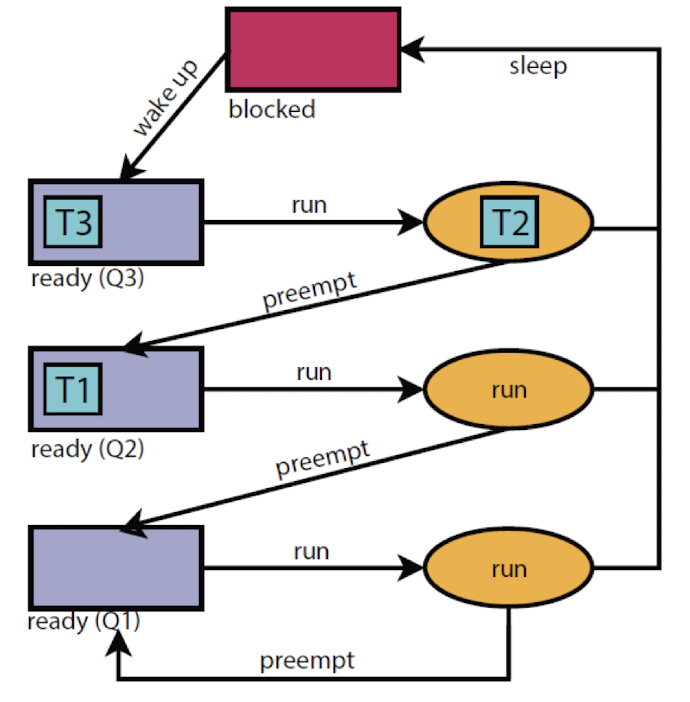 sleep
wake up
blocked
T3
run
T2
ready (Q3)
preempt
T1
run
run
ready (Q2)
preempt
run
run
ready (Q1)
preempt